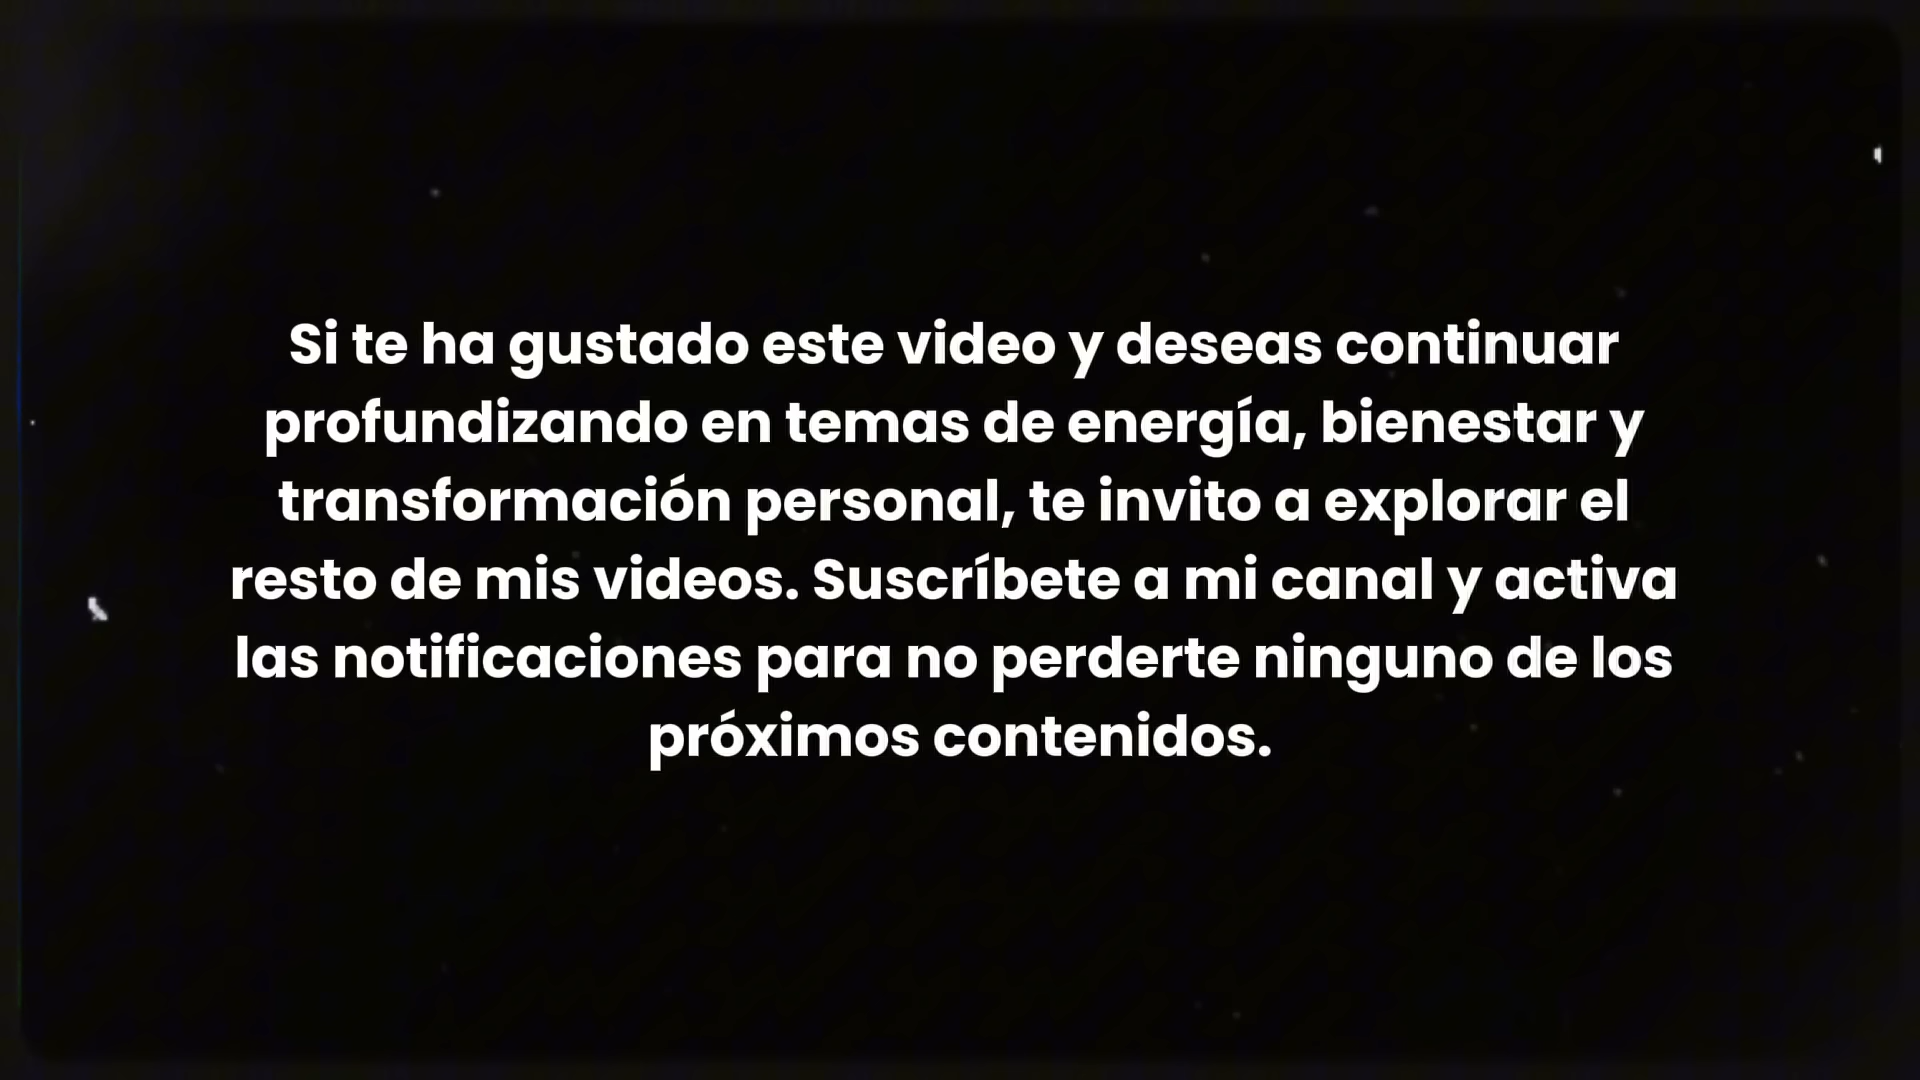 Si te ha gustado este video y deseas continuar
profundizando en temas de energía, bienestar y
transformación personal, te invito a explorar el
resto de mis videos. Suscríbete a mi canal y activa
las notificaciones para no perderte ninguno de los
próximos contenidos.